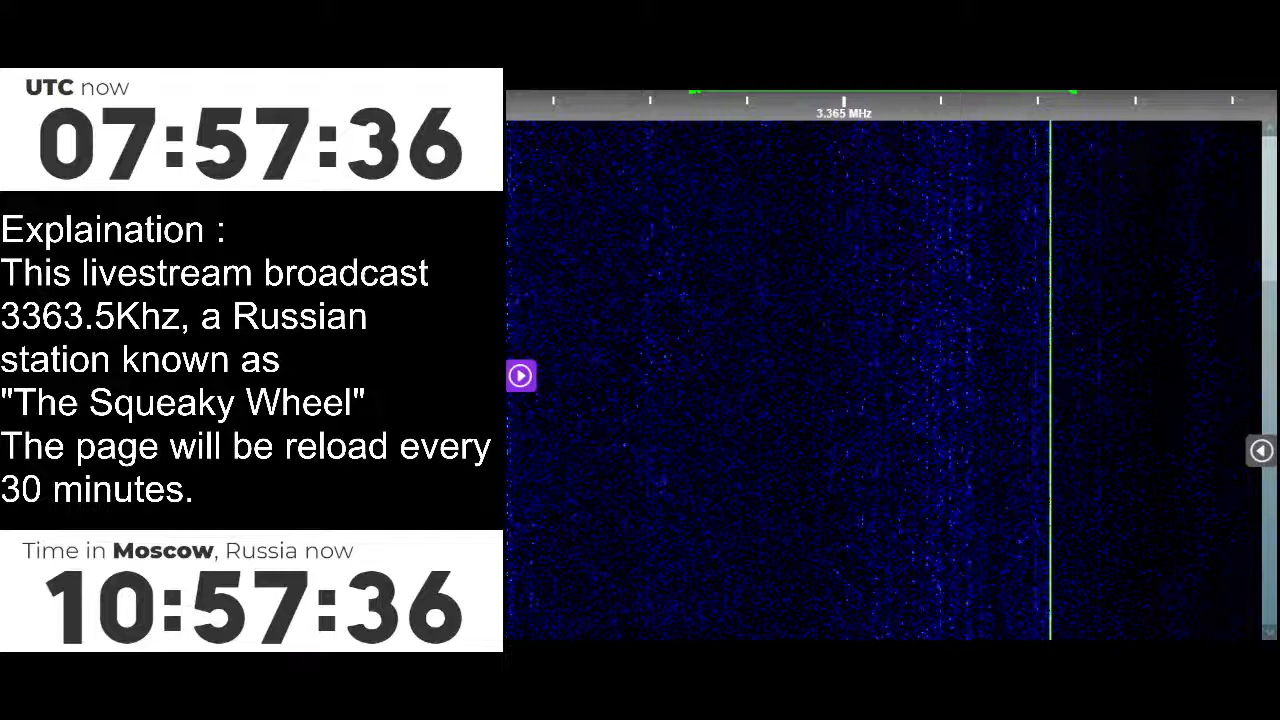 UTC now
07:57:36
Explaination :
This livestream broadcast
3363.5Khz, a Russian
station known as
"The Squeaky Wheel"
The page will be reload every
30 minutes.
Time in Moscow, Russia now
10:57:36
3.365 MHz